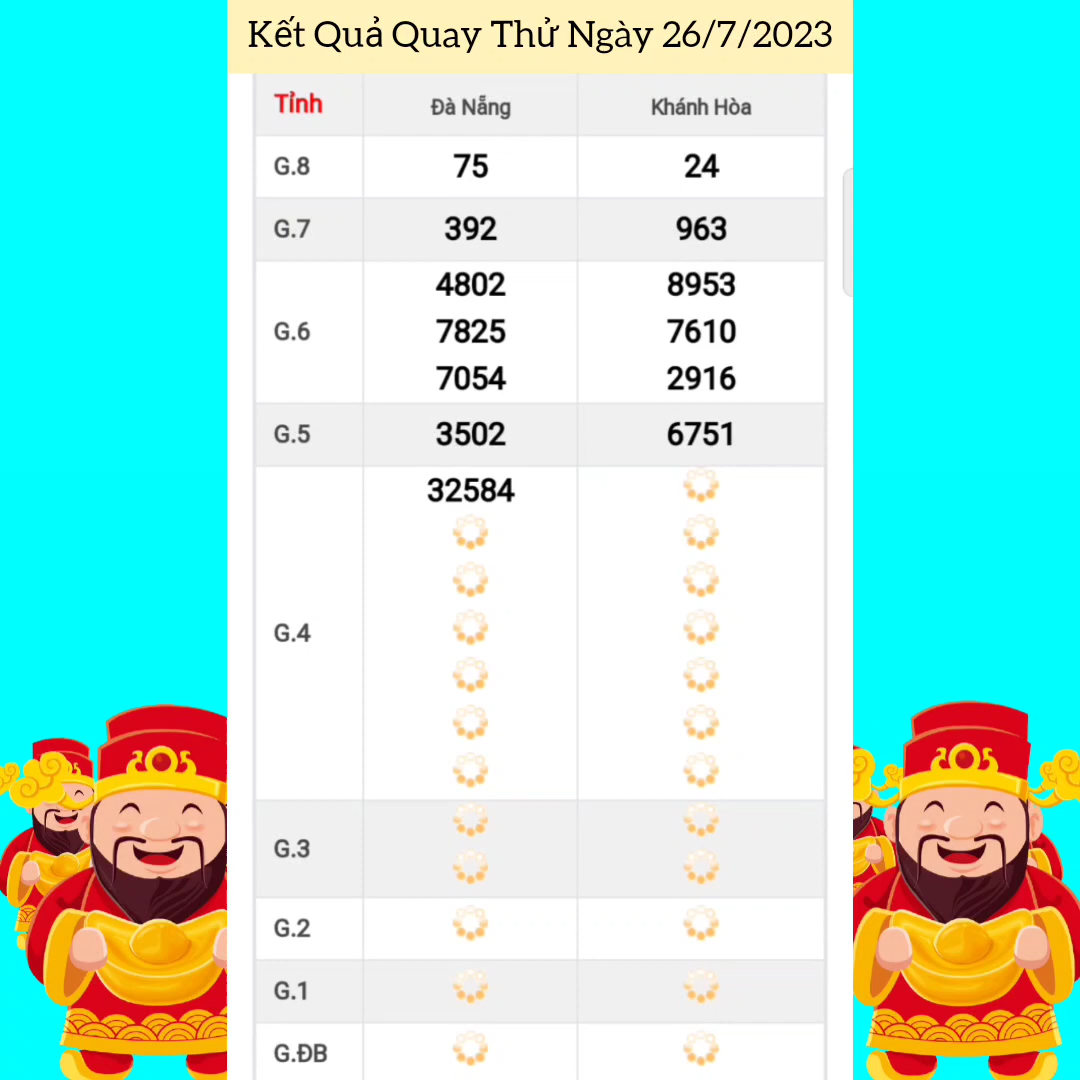 Kết Quả Quay Thử Ngày 26/7/2023
Tỉnh Đà Nẵng Khánh Hòa
G.8 75 24
G.7 392 963
4802 8953
G.6 7825 7610
7054 2916
G.5 3502 6751
32584
G.4
G.3
G.2
G.1
G.ĐB